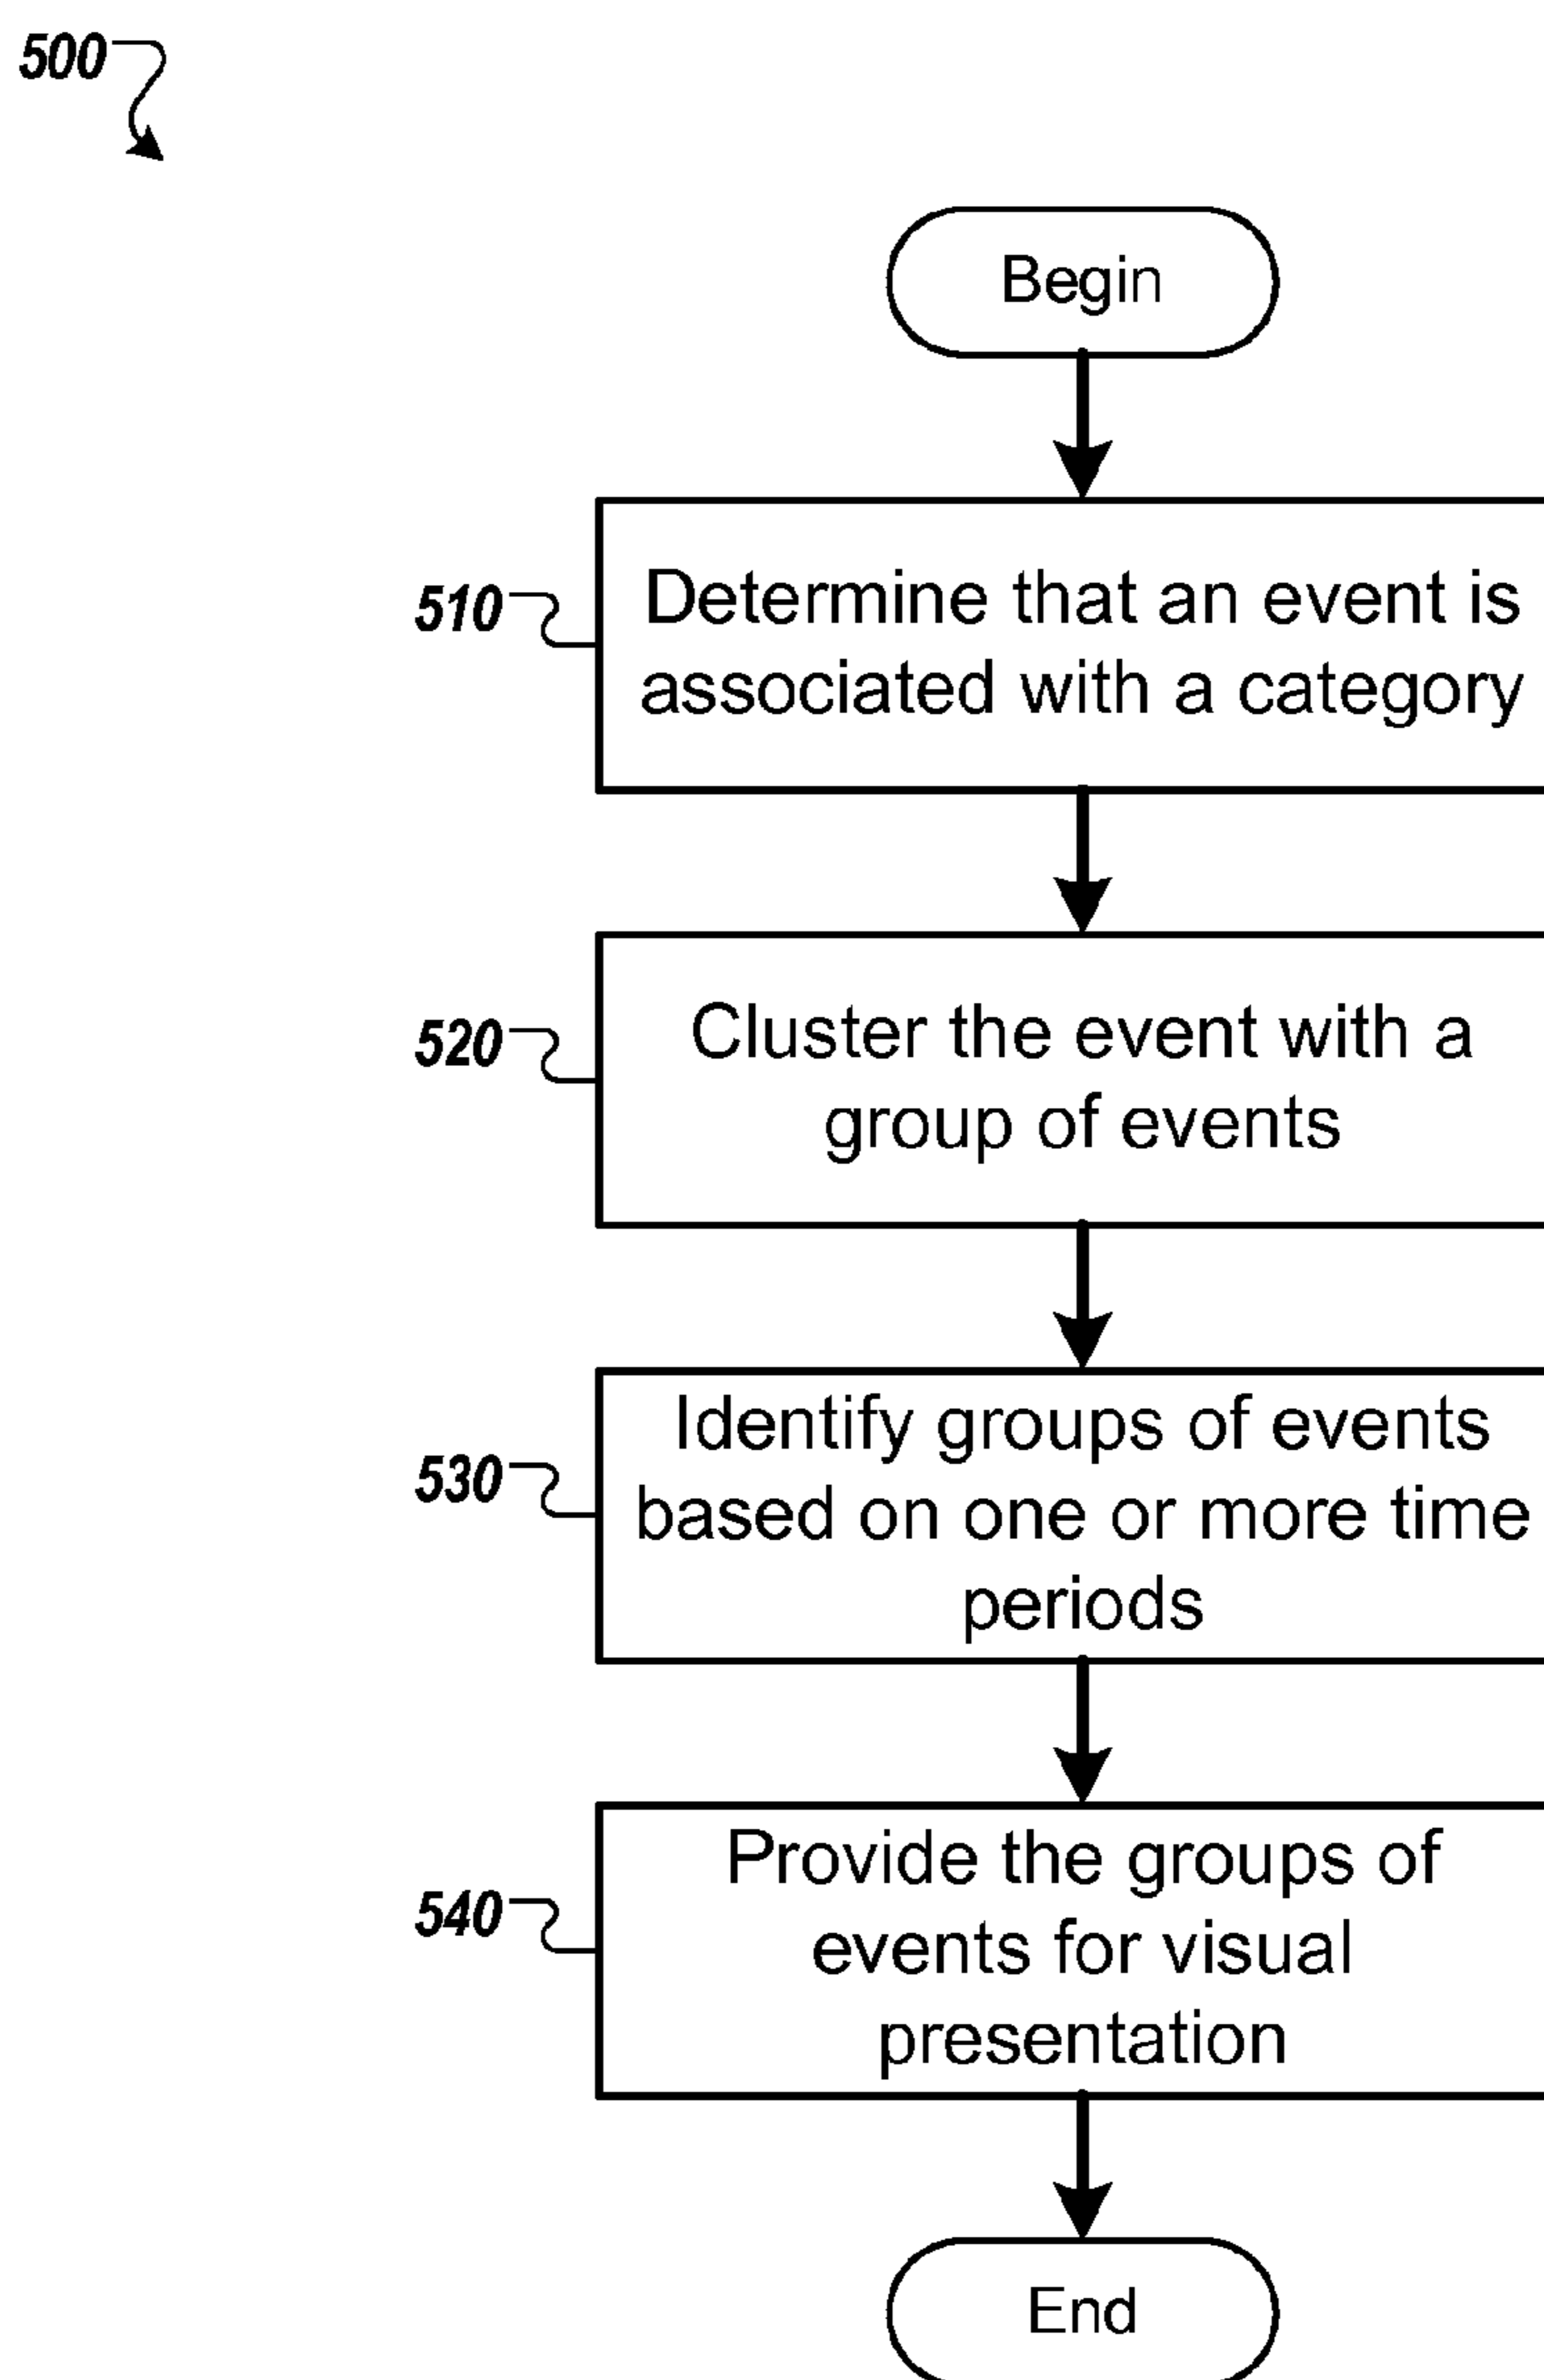 500
Begin
510
Determine that an event is
associated with a category
520
Cluster the event with a
group of events
530
Identify groups of events
based on one or more time
periods
540
Provide the groups of
events for visual
presentation
End